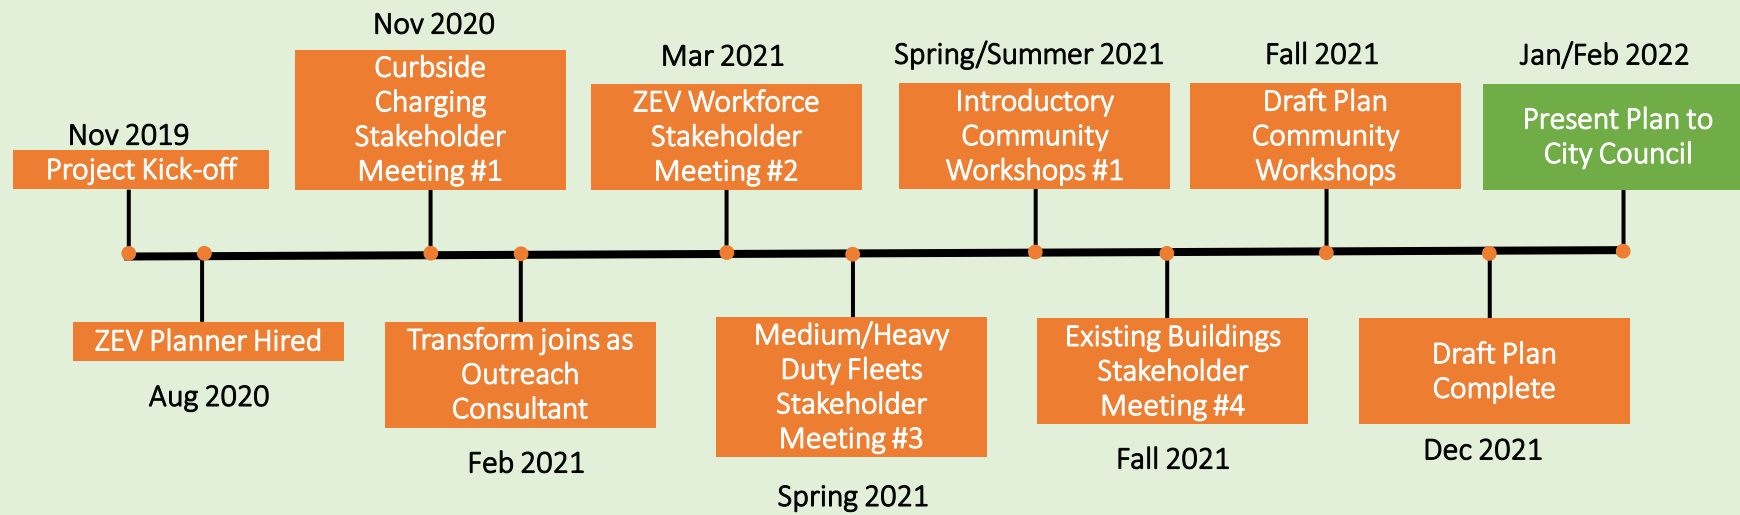 Nov 2019
Project Kick-off
ZEV Planner Hired
Aug 2020
Nov 2020
Curbside
Charging
Stakeholder
Meeting #1
Transform joins as
Outreach
Consultant
Feb 2021
Mar 2021
ZEV Workforce
Stakeholder
Meeting #2
Medium/Heavy
Duty Fleets
Stakeholder
Meeting #3
Spring 2021
Spring/Summer 2021
Introductory
Community
Workshops #1
Existing Buildings
Stakeholder
Meeting #4
Fall 2021
Fall 2021
Draft Plan
Community
Workshops
Draft Plan
Complete
Dec 2021
Jan/Feb 2022
Present Plan to
City Council